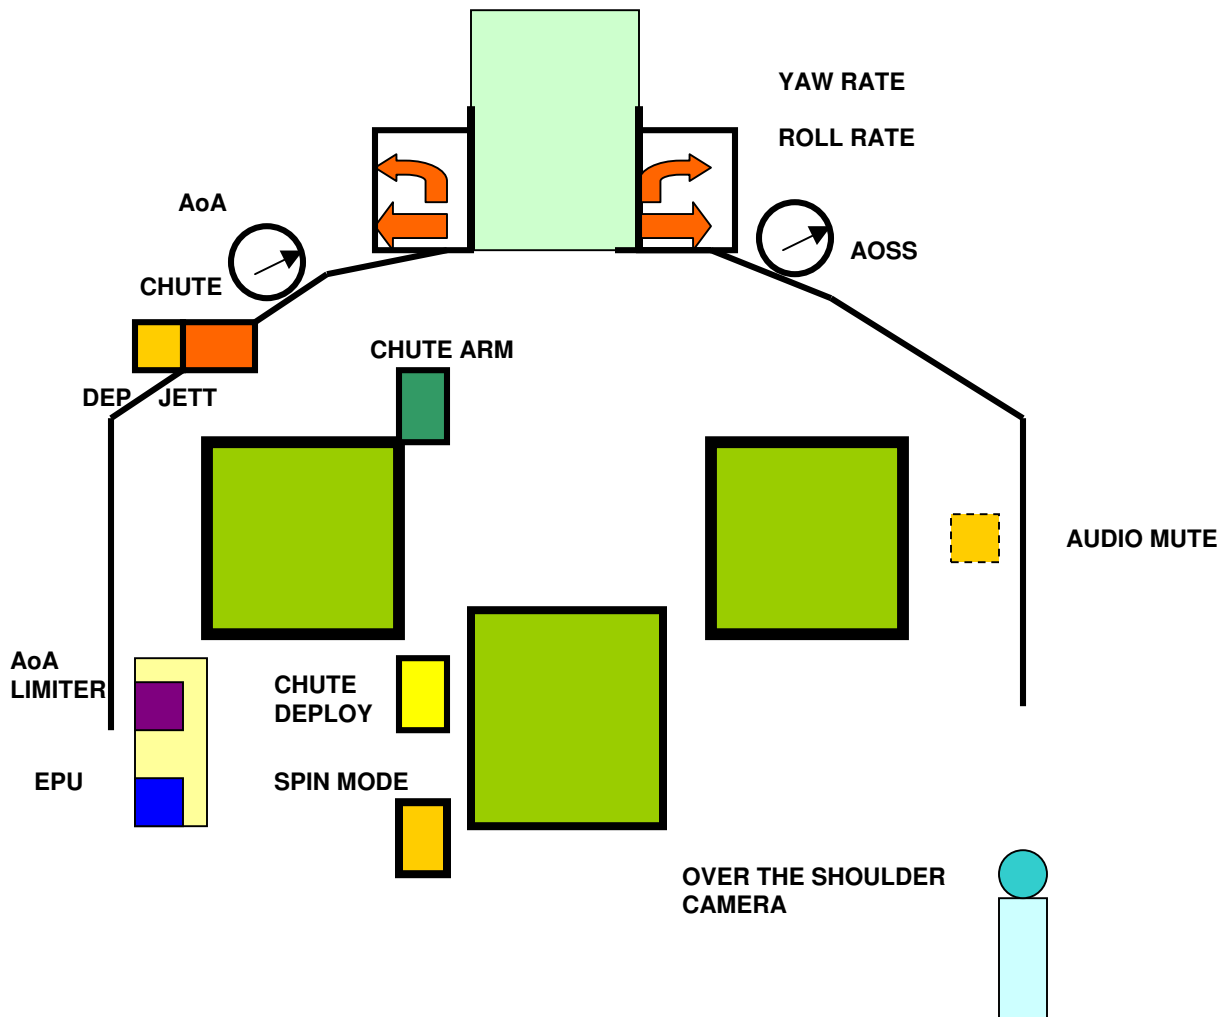 YAW RATE
ROLL RATE
AoA
AOSS
CHUTE
CHUTE ARM
DEP JETT
AUDIO MUTE
AoA
LIMITER
CHUTE
DEPLOY
EPU
SPIN MODE
OVER THE SHOULDER
CAMERA